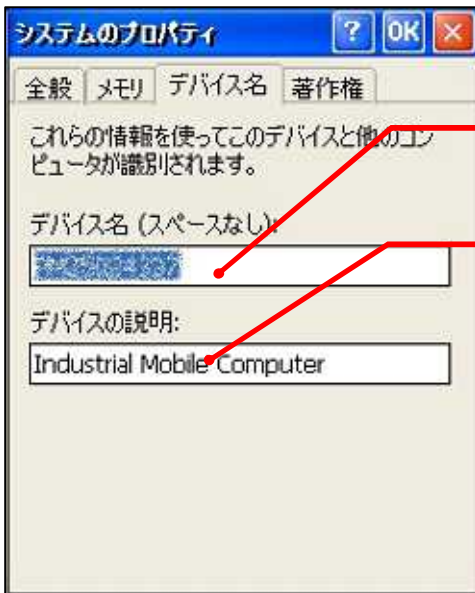 システムのプロパティ ? OK ×
全般 メモリ デバイス名 著作権
これらの情報を使ってこのデバイスと他のコン
ピュータが識別されます。
デバイス名 (スペースなし):
デバイスの説明:
Industrial Mobile Computer